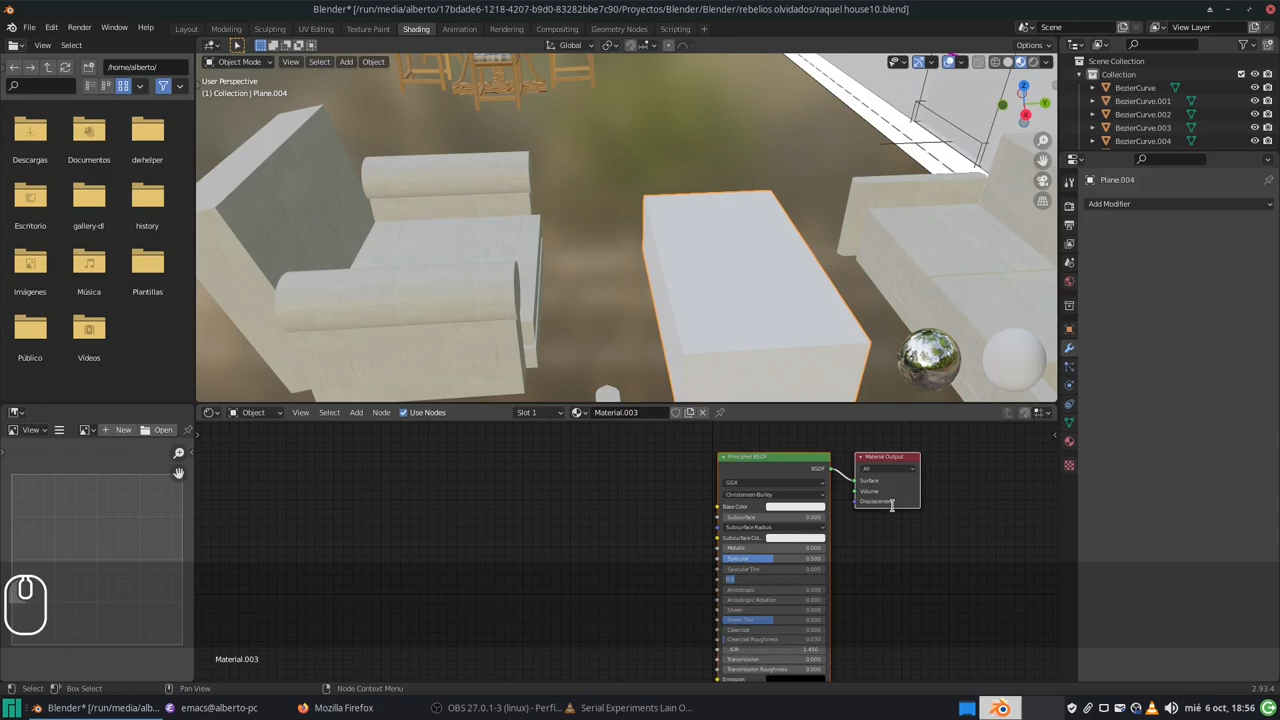 Blender* [/run/media/alberto/17bdade6-1218-4207-b9d0-83282bbe7c90/Proyectos/Blender/Blender/rebelios olvidados/raquel house10.blend]
File Edit Render Window Help Layout Modeling Sculpting UV Editing Texture Paint Shading Animation Rendering Compositing Geometry Nodes Scripting Scene View Layer
View Select Global Options
/home/alberto/ Object Mode View Select Add Object Scene Collection
User Perspective
(1) Collection | Plane.004
Collection
BezierCurve
BezierCurve.001
BezierCurve.002
BezierCurve.003
BezierCurve.004
Descargas Documentos dwhelper
Escritorio gallery-dl history
Imágenes Música Plantillas
Público Vídeos
Plane.004
Add Modifier
X Y Z
View New Open
Object View Select Add Node Use Nodes Slot 1 Material.003
Principled BSDF
BSDF
GGX
Christensen-Burley
Base Color
Subsurface 0.000
Subsurface Radius
Subsurface Col..
Metallic 0.000
Specular 0.500
Specular Tint 0.000
0.5
Anisotropic 0.000
Anisotropic Rotation 0.000
Sheen 0.000
Sheen Tint 0.500
Clearcoat 0.000
Clearcoat Roughness 0.030
IOR 1.450
Transmission 0.000
Transmission Roughness 0.000
Emission
Material Output
All
Surface
Volume
Displacement
Material.003
Select Box Select Pan View Node Context Menu 2.93.4
Blender* [/run/media/alb... emacs@alberto-pc Mozilla Firefox OBS 27.0.1-3 (linux) - Perfi... Serial Experiments Lain O... mié 6 oct, 18:56